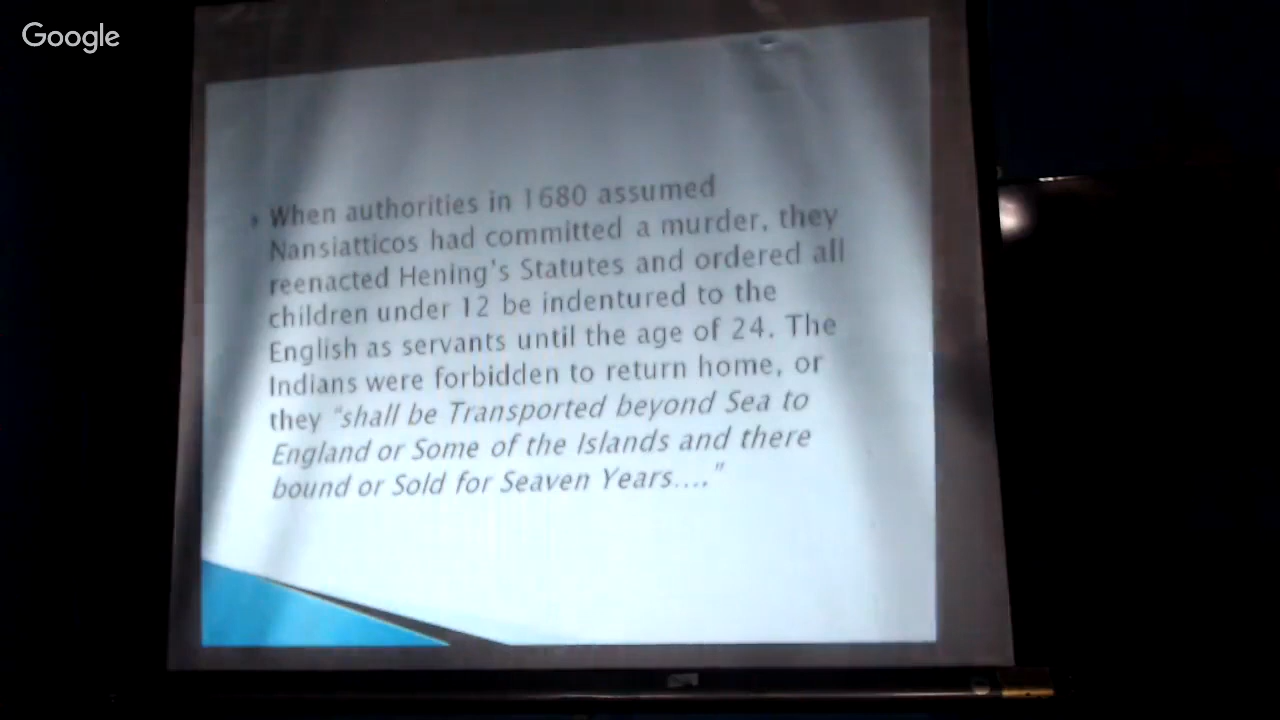 Google
When authorities in 1680 assumed
Nansiatticos had committed a murder, they
reenacted Hening's Statutes and ordered all
children under 12 be indentured to the
English as servants until the age of 24. The
Indians were forbidden to return home, or
they "shall be Transported beyond Sea to
England or Some of the Islands and there
bound or Sold for Seaven Years...."